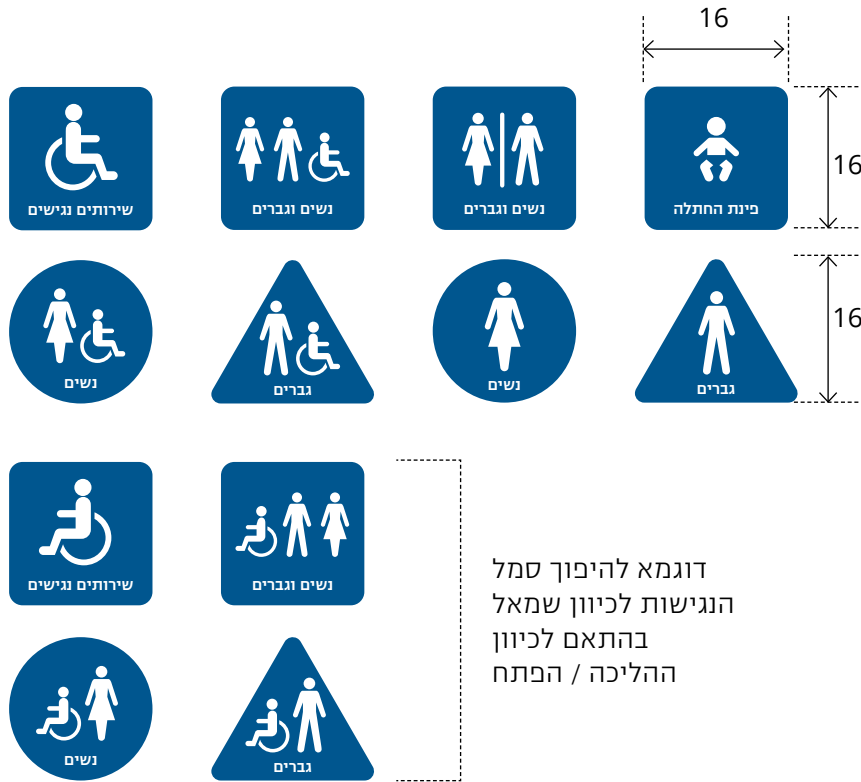 16
16
שירותים נגישים
נשים וגברים
נשים וגברים
פינת החתלה
16
נשים
גברים
נשים
גברים
שירותים נגישים
נשים וגברים
דוגמא להיפוך סמל
הנגישות לכיוון שמאל
בהתאם לכיוון
ההליכה / הפתח
נשים
גברים